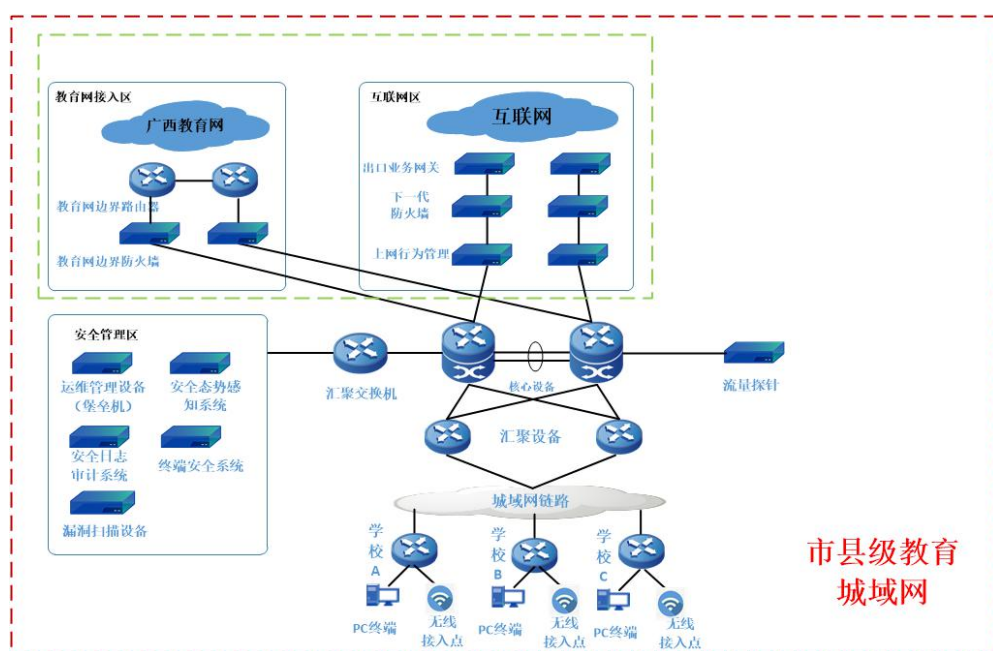 教育网接入区
广西教育网
教育网边界路由器
教育网边界防火墙
互联网区
互联网
出口业务网关
下一代
防火墙
上网行为管理
安全管理区
运维管理设备
（堡垒机）
安全态势感
知系统
安全日志
审计系统
终端安全系统
漏洞扫描设备
汇聚交换机
核心设备
流量探针
汇聚设备
城域网链路
学校A
学校B
学校C
PC终端
无线
接入点
PC终端
无线
接入点
PC终端
无线
接入点
市县级教育
城域网